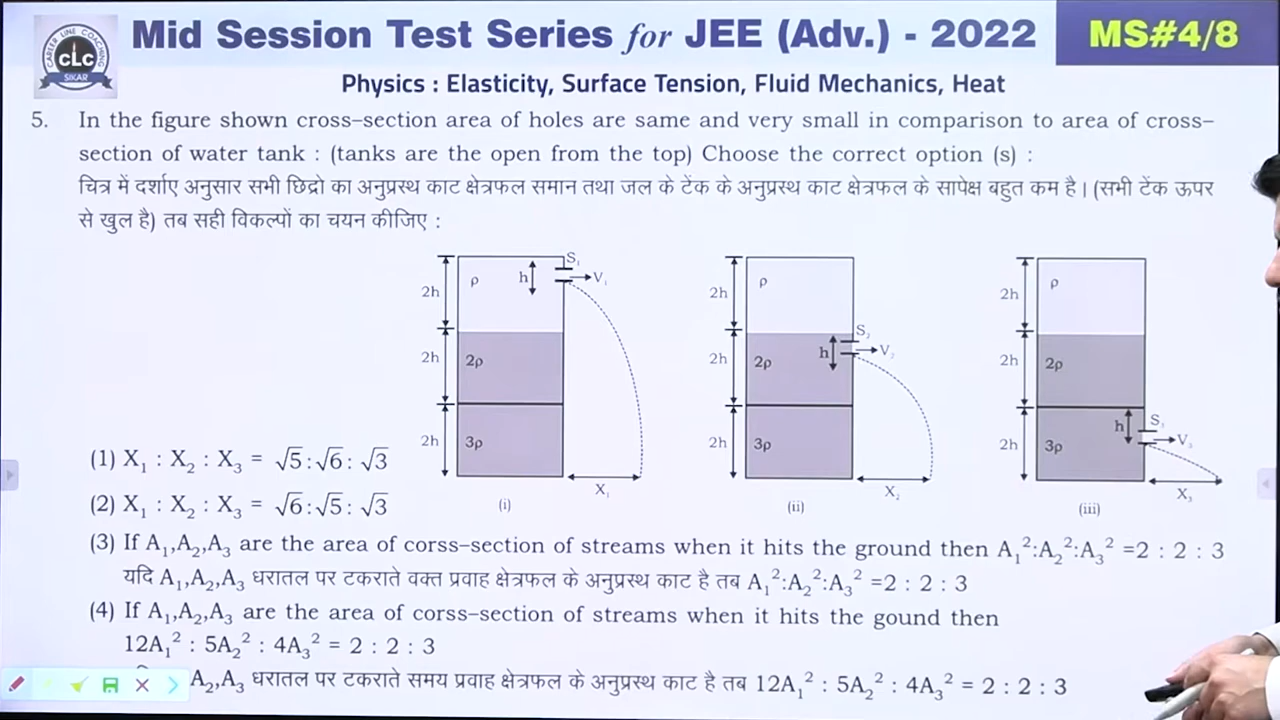 CAREER LINE COACHING
CLC
SIKAR
Mid Session Test Series for JEE (Adv.) - 2022
MS#4/8
Physics : Elasticity, Surface Tension, Fluid Mechanics, Heat
5. In the figure shown cross–section area of holes are same and very small in comparison to area of cross–
section of water tank : (tanks are the open from the top) Choose the correct option (s) :
चित्र में दर्शाए अनुसार सभी छिद्रो का अनुप्रस्थ काट क्षेत्रफल समान तथा जल के टेंक के अनुप्रस्थ काट क्षेत्रफल के सापेक्ष बहुत कम है। (सभी टेंक ऊपर
से खुल है) तब सही विकल्पों का चयन कीजिए :
2h ρ h S₁ V₁
2h 2ρ
2h 3ρ
X₁
(i)
2h ρ
2h 2ρ h S₂ V₂
2h 3ρ
X₂
(ii)
2h ρ
2h 2ρ
2h 3ρ h S₃ V₃
X₃
(iii)
(1) X₁ : X₂ : X₃ = √5 : √6 : √3
(2) X₁ : X₂ : X₃ = √6 : √5 : √3
(3) If A₁,A₂,A₃ are the area of corss–section of streams when it hits the ground then A₁²:A₂²:A₃² =2 : 2 : 3
यदि A₁,A₂,A₃ धरातल पर टकराते वक्त प्रवाह क्षेत्रफल के अनुप्रस्थ काट है तब A₁²:A₂²:A₃² =2 : 2 : 3
(4) If A₁,A₂,A₃ are the area of corss–section of streams when it hits the gound then
12A₁² : 5A₂² : 4A₃² = 2 : 2 : 3
A₂,A₃ धरातल पर टकराते समय प्रवाह क्षेत्रफल के अनुप्रस्थ काट है तब 12A₁² : 5A₂² : 4A₃² = 2 : 2 : 3